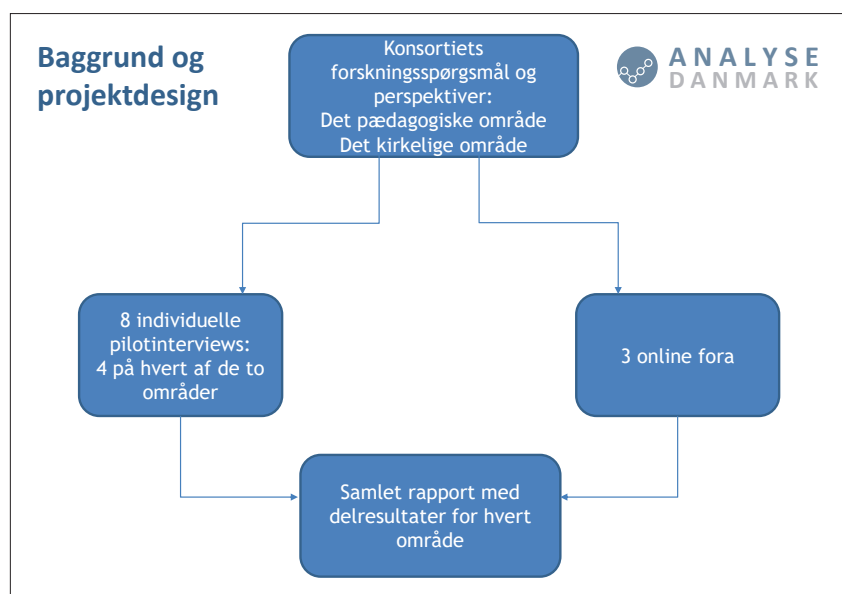 Baggrund og
projektdesign
Konsortiets
forskningsspørgsmål og
perspektiver:
Det pædagogiske område
Det kirkelige område
ANALYSE
DANMARK
8 individuelle
pilotinterviews:
4 på hvert af de to
områder
3 online fora
Samlet rapport med
delresultater for hvert
område